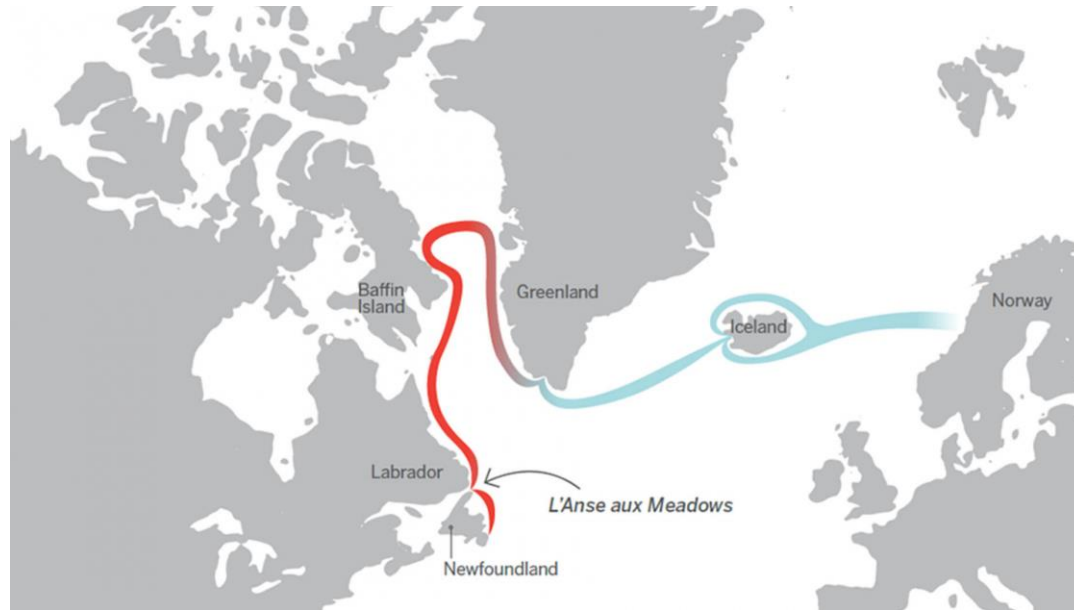 Baffin
Island
Greenland
Norway
Iceland
Labrador
L'Anse aux Meadows
Newfoundland